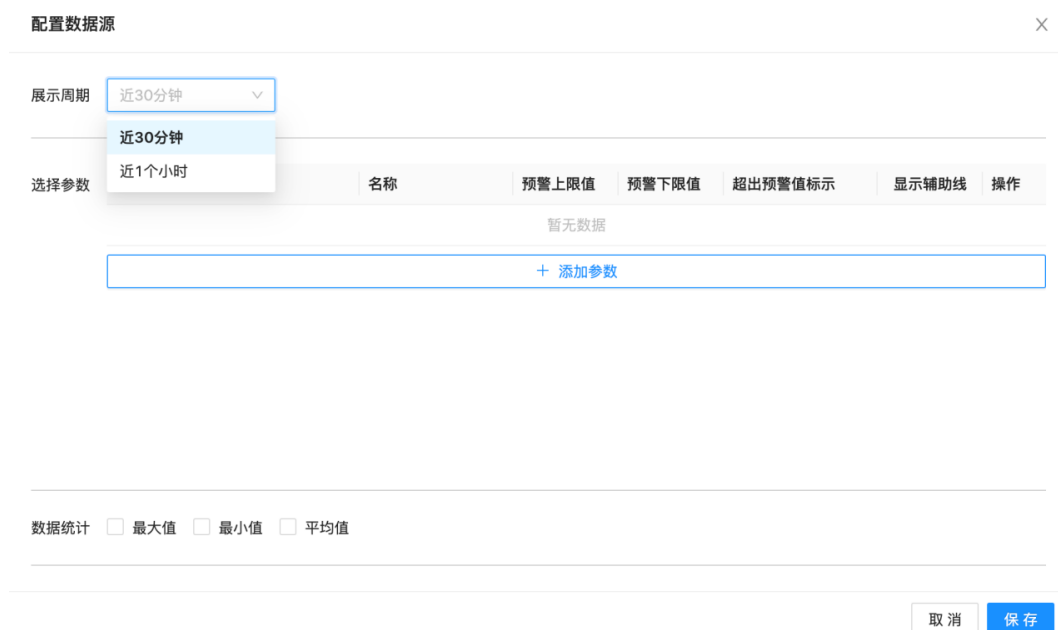 配置数据源
展示周期 近30分钟
近30分钟
近1个小时
选择参数 名称 预警上限值 预警下限值 超出预警值标示 显示辅助线 操作
暂无数据
+ 添加参数
数据统计 最大值 最小值 平均值
取 消 保 存